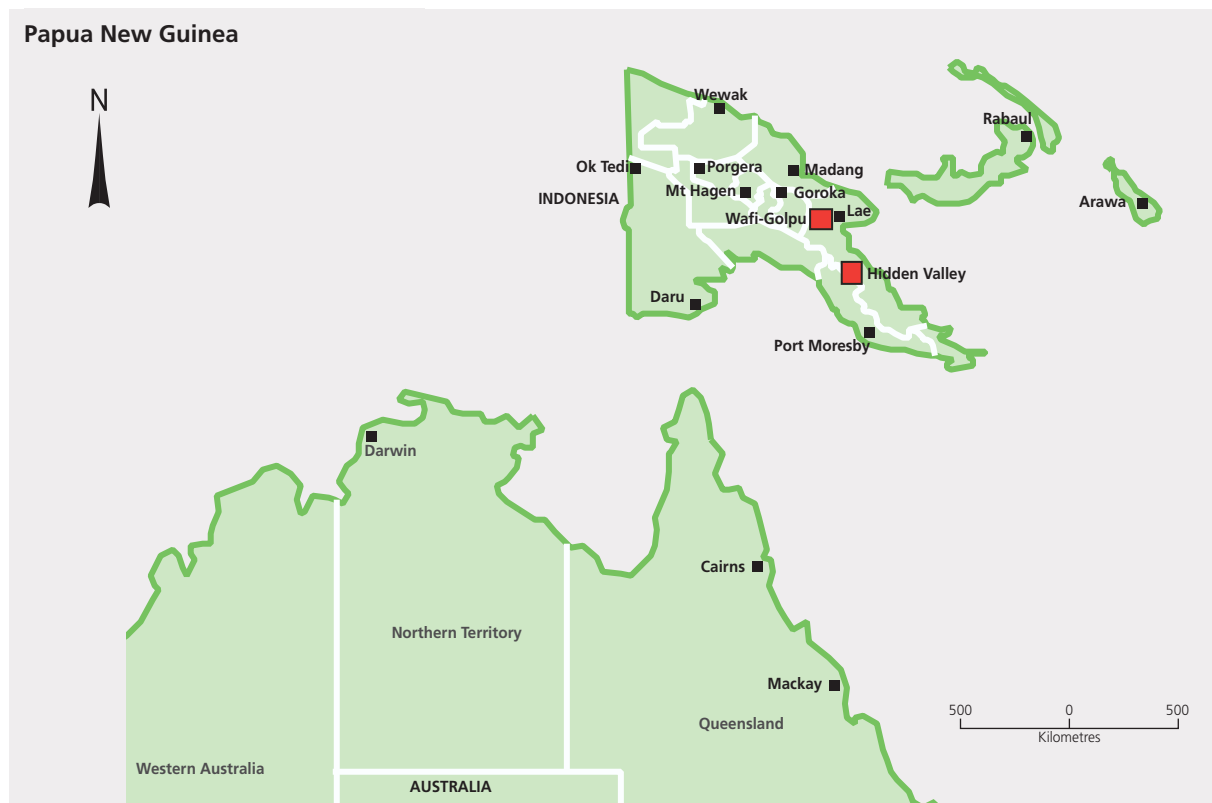 Papua New Guinea
N
Wewak
Rabaul
Ok Tedi
Porgera
Madang
INDONESIA
Mt Hagen
Goroka
Arawa
Wafi-Golpu
Lae
Hidden Valley
Daru
Port Moresby
Darwin
Cairns
Northern Territory
Mackay
Queensland
500 0 500
Kilometres
Western Australia
AUSTRALIA